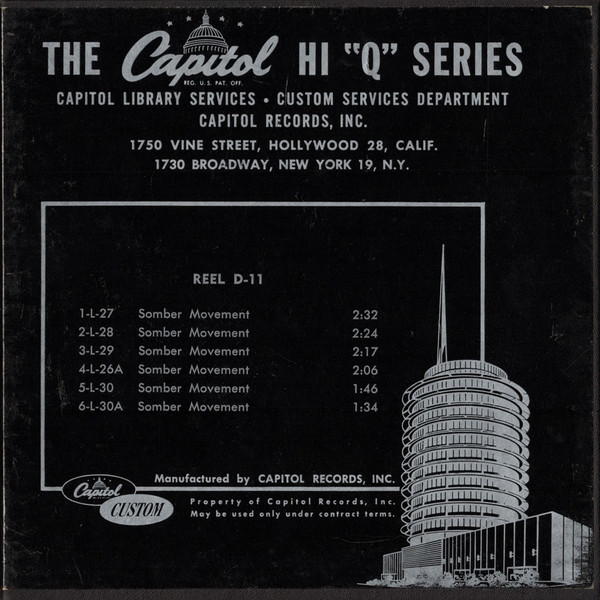 THE Capitol HI "Q" SERIES
REG. U.S. PAT. OFF.
CAPITOL LIBRARY SERVICES • CUSTOM SERVICES DEPARTMENT
CAPITOL RECORDS, INC.
1750 VINE STREET, HOLLYWOOD 28, CALIF.
1730 BROADWAY, NEW YORK 19, N.Y.
REEL D-11
1-L-27 Somber Movement 2:32
2-L-28 Somber Movement 2:24
3-L-29 Somber Movement 2:17
4-L-26A Somber Movement 2:06
5-L-30 Somber Movement 1:46
6-L-30A Somber Movement 1:34
Manufactured by CAPITOL RECORDS, INC.
Capitol
CUSTOM
Property of Capitol Records, Inc.
May be used only under contract terms.